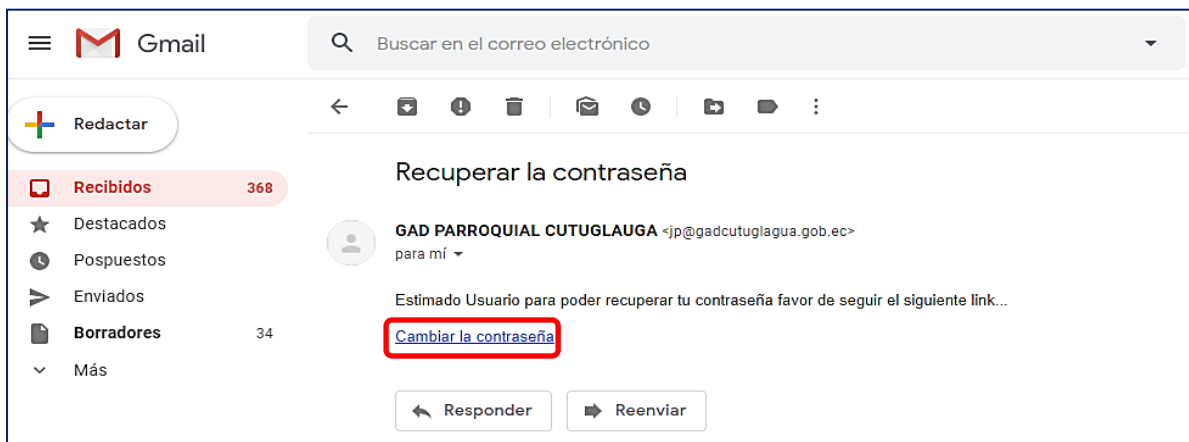 Gmail
Buscar en el correo electrónico
Redactar
Recibidos 368
Destacados
Pospuestos
Enviados
Borradores 34
Más
Recuperar la contraseña
GAD PARROQUIAL CUTUGLAUGA <jp@gadcutuglagua.gob.ec>
para mí
Estimado Usuario para poder recuperar tu contraseña favor de seguir el siguiente link...
Cambiar la contraseña
Responder Reenviar